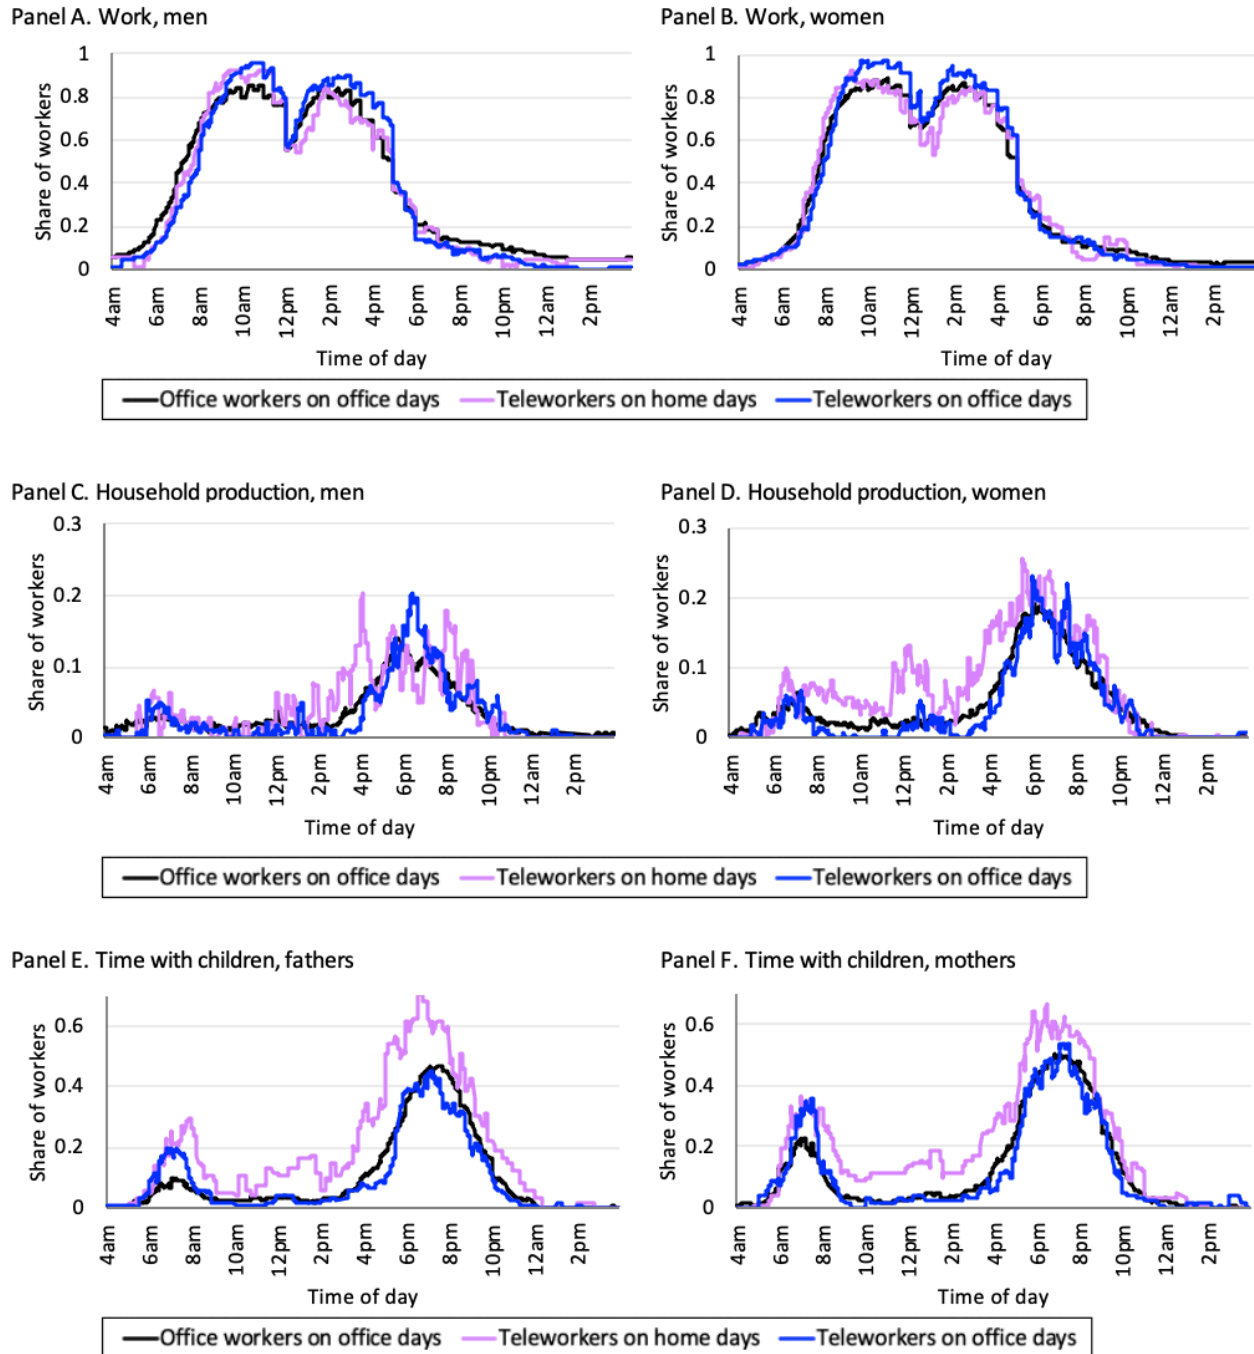 Panel A. Work, men
Share of workers
1
0.8
0.6
0.4
0.2
0
4am 6am 8am 10am 12pm 2pm 4pm 6pm 8pm 10pm 12am 2pm
Time of day
Panel B. Work, women
Share of workers
1
0.8
0.6
0.4
0.2
0
4am 6am 8am 10am 12pm 2pm 4pm 6pm 8pm 10pm 12am 2pm
Time of day
Office workers on office days Teleworkers on home days Teleworkers on office days
Panel C. Household production, men
Share of workers
0.3
0.2
0.1
0
4am 6am 8am 10am 12pm 2pm 4pm 6pm 8pm 10pm 12am 2pm
Time of day
Panel D. Household production, women
Share of workers
0.3
0.2
0.1
0
4am 6am 8am 10am 12pm 2pm 4pm 6pm 8pm 10pm 12am 2pm
Time of day
Office workers on office days Teleworkers on home days Teleworkers on office days
Panel E. Time with children, fathers
Share of workers
0.6
0.4
0.2
0
4am 6am 8am 10am 12pm 2pm 4pm 6pm 8pm 10pm 12am 2pm
Time of day
Panel F. Time with children, mothers
Share of workers
0.6
0.4
0.2
0
4am 6am 8am 10am 12pm 2pm 4pm 6pm 8pm 10pm 12am 2pm
Time of day
Office workers on office days Teleworkers on home days Teleworkers on office days